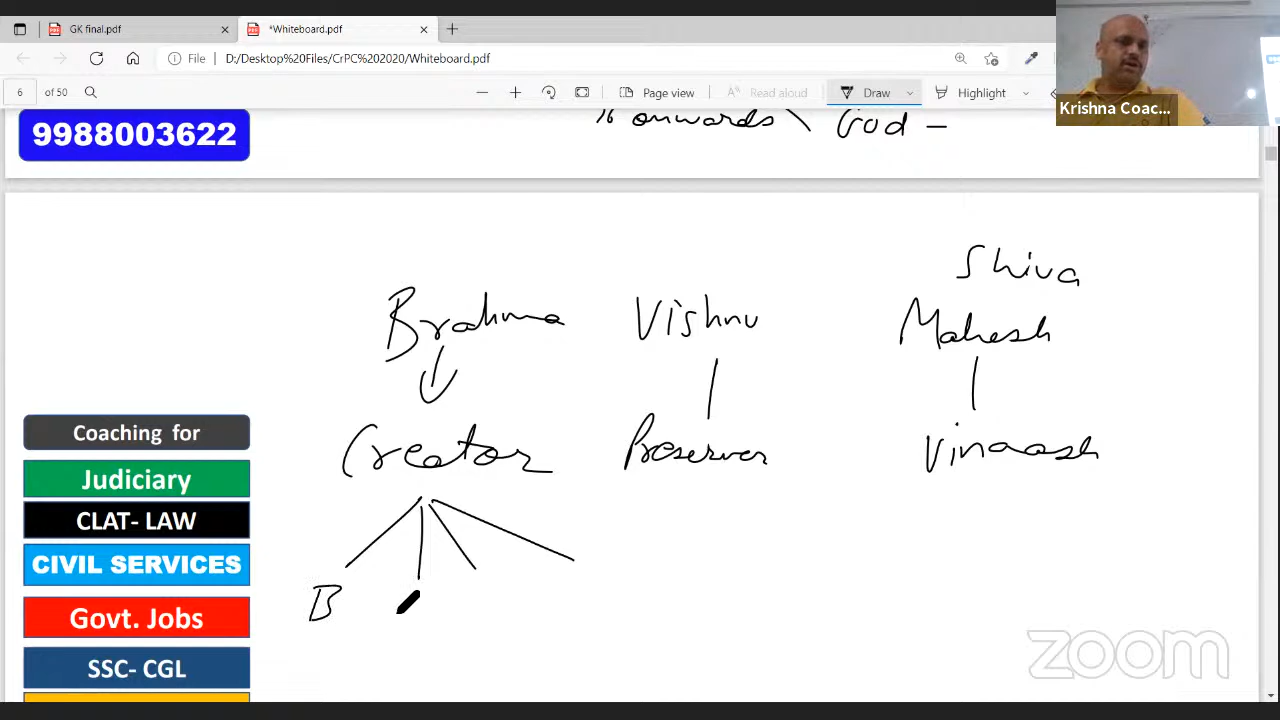 GK final.pdf
*Whiteboard.pdf
File
D:/Desktop%20Files/CrPC%202020/Whiteboard.pdf
6 of 50
Page view
Read aloud
Draw
Highlight
Krishna Coac...
9988003622
onwards
God -
Shiva
Brahma Vishnu Mahesh
Creator Preserver Vinaash
B
Coaching for
Judiciary
CLAT- LAW
CIVIL SERVICES
Govt. Jobs
SSC- CGL
zoom